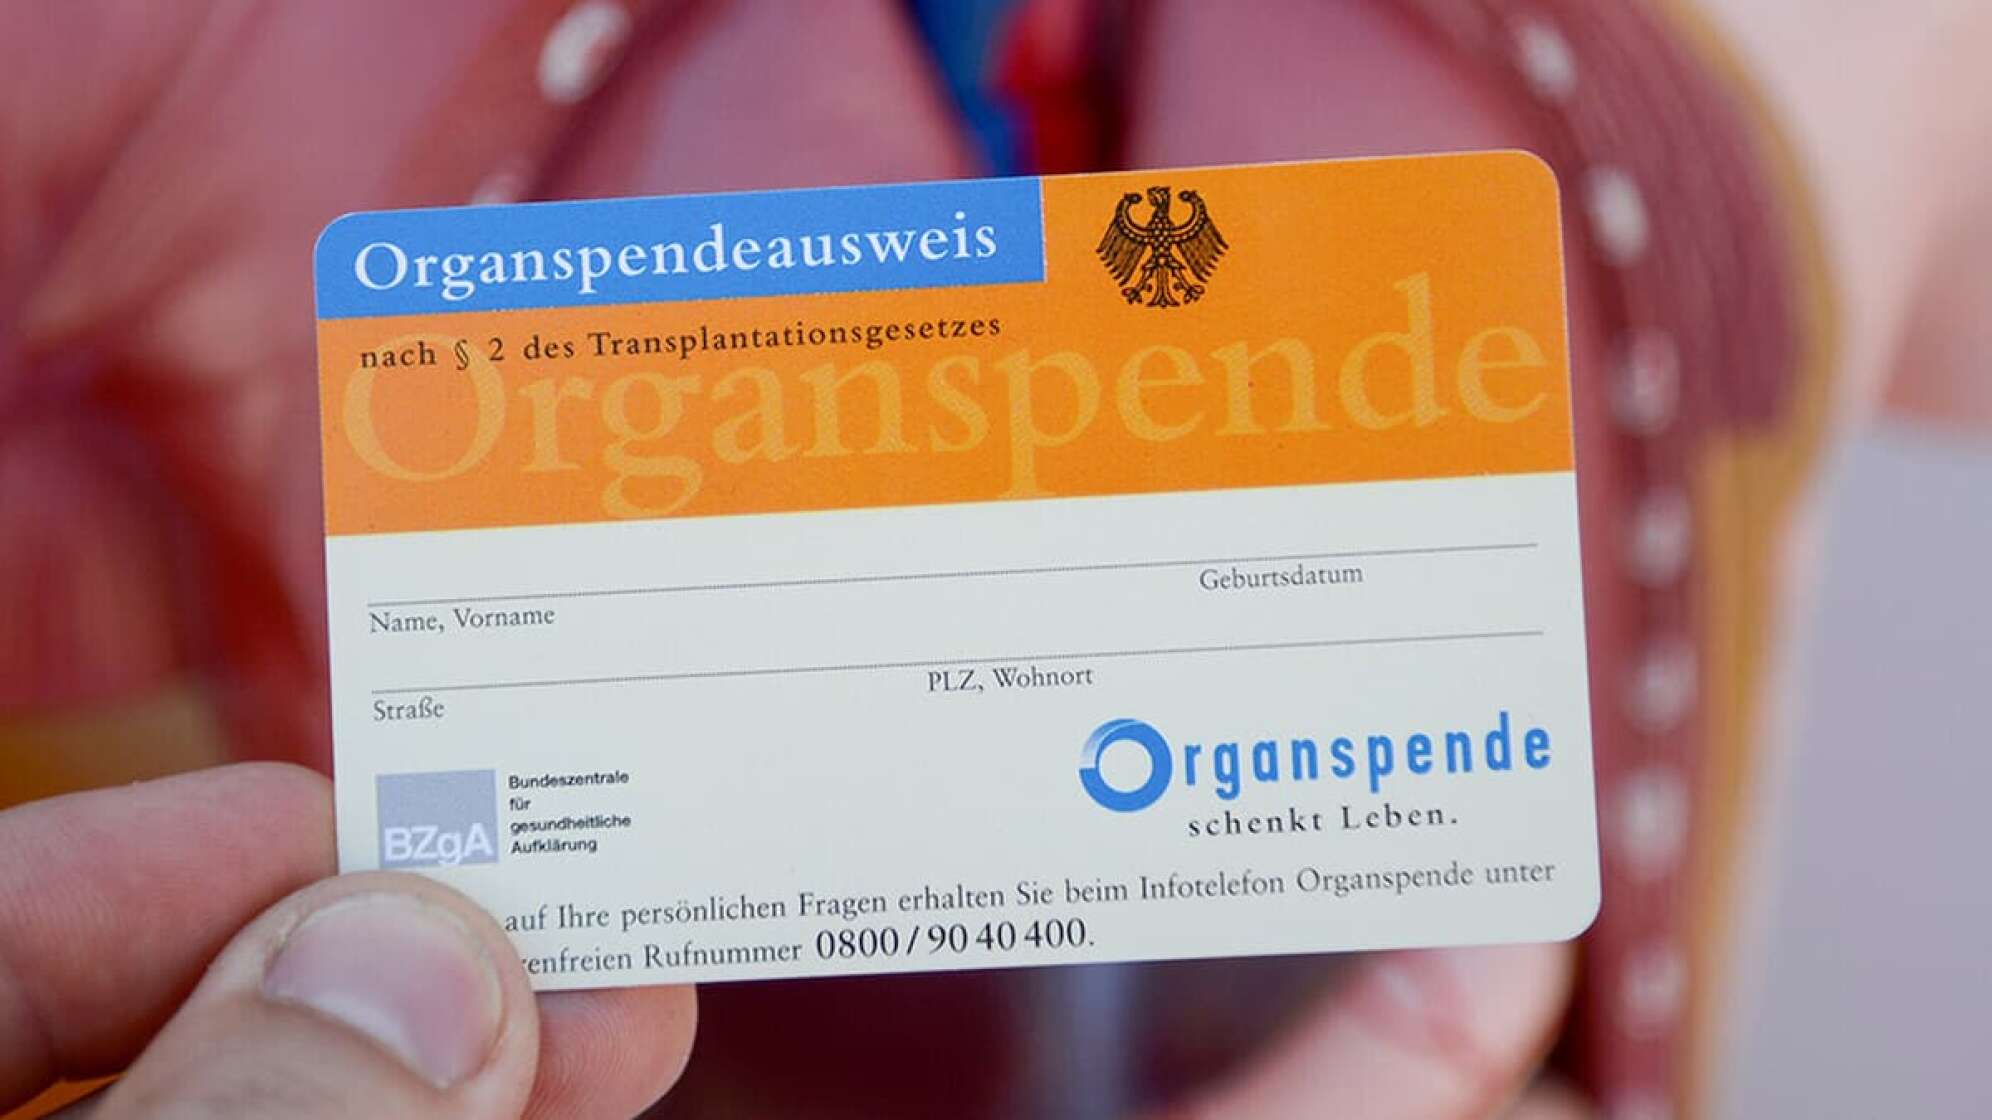 Organspendeausweis
nach § 2 des Transplantationsgesetzes
Organspende
Geburtsdatum
Name, Vorname
PLZ, Wohnort
Straße
BZgA
Bundeszentrale
für
gesundheitliche
Aufklärung
Organspende
schenkt Leben.
auf Ihre persönlichen Fragen erhalten Sie beim Infotelefon Organspende unter
Rufnummer 0800/90 40 400.